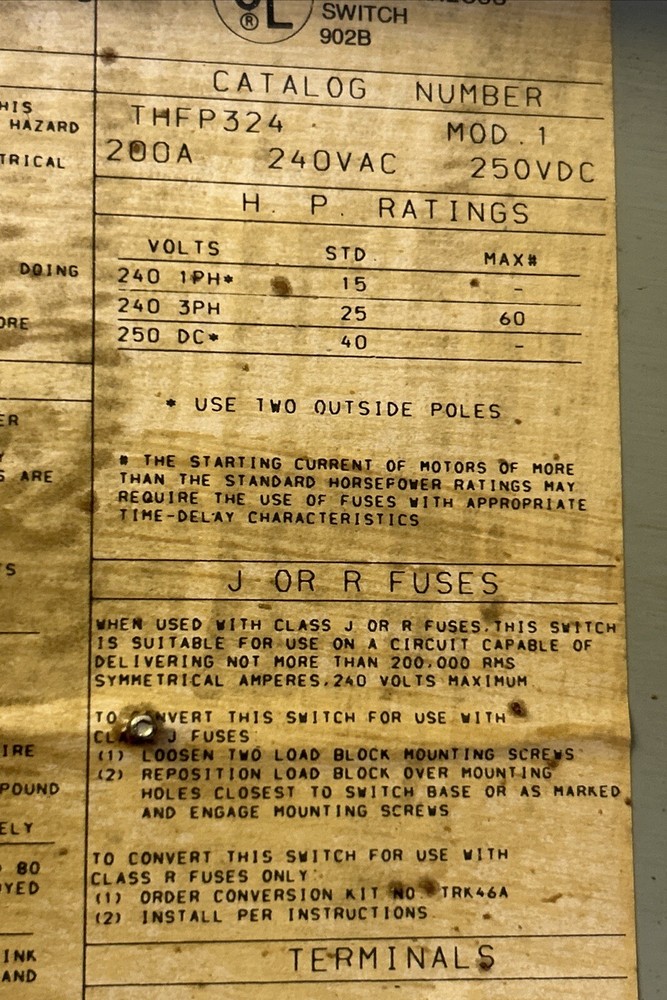 UL
®
SWITCH
902B
HIS
HAZARD
TRICAL
DOING
ORE
ER
S ARE
TS
IRE
POUND
ELY
80
OYED
INK
AND
CATALOG NUMBER
THFP324 MOD.1
200A 240VAC 250VDC
H. P. RATINGS
VOLTS STD MAX#
240 1PH* 15 -
240 3PH 25 60
250 DC* 40 -
* USE TWO OUTSIDE POLES
# THE STARTING CURRENT OF MOTORS OF MORE
THAN THE STANDARD HORSEPOWER RATINGS MAY
REQUIRE THE USE OF FUSES WITH APPROPRIATE
TIME-DELAY CHARACTERISTICS
J OR R FUSES
WHEN USED WITH CLASS J OR R FUSES,THIS SWITCH
IS SUITABLE FOR USE ON A CIRCUIT CAPABLE OF
DELIVERING NOT MORE THAN 200,000 RMS
SYMMETRICAL AMPERES,240 VOLTS MAXIMUM
TO NVERT THIS SWITCH FOR USE WITH
CLA J FUSES
(1) LOOSEN TWO LOAD BLOCK MOUNTING SCREWS
(2) REPOSITION LOAD BLOCK OVER MOUNTING
HOLES CLOSEST TO SWITCH BASE OR AS MARKED
AND ENGAGE MOUNTING SCREWS
TO CONVERT THIS SWITCH FOR USE WITH
CLASS R FUSES ONLY
(1) ORDER CONVERSION KIT NO TRK46A
(2) INSTALL PER INSTRUCTIONS
TERMINALS